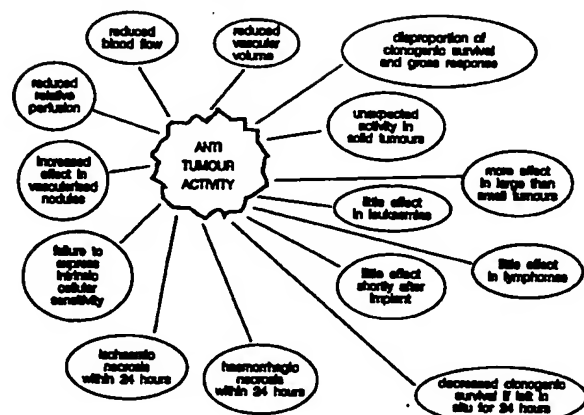 reduced
blood flow
reduced
vascular
volume
disproportion of
clonogenic survival
and gross response
reduced
relative
perfusion
unexpected
activity in
solid tumours
ANTI
TUMOUR
ACTIVITY
increased
effect in
vascularised
nodules
more effect
in large than
small tumours
little effect
in leukaemias
failure to
express
intrinsic
cellular
sensitivity
little effect
shortly after
implant
little effect
in lymphomas
ischaemic
necrosis
within 24 hours
haemorrhagic
necrosis
within 24 hours
decreased clonogenic
survival if left in
situ for 24 hours